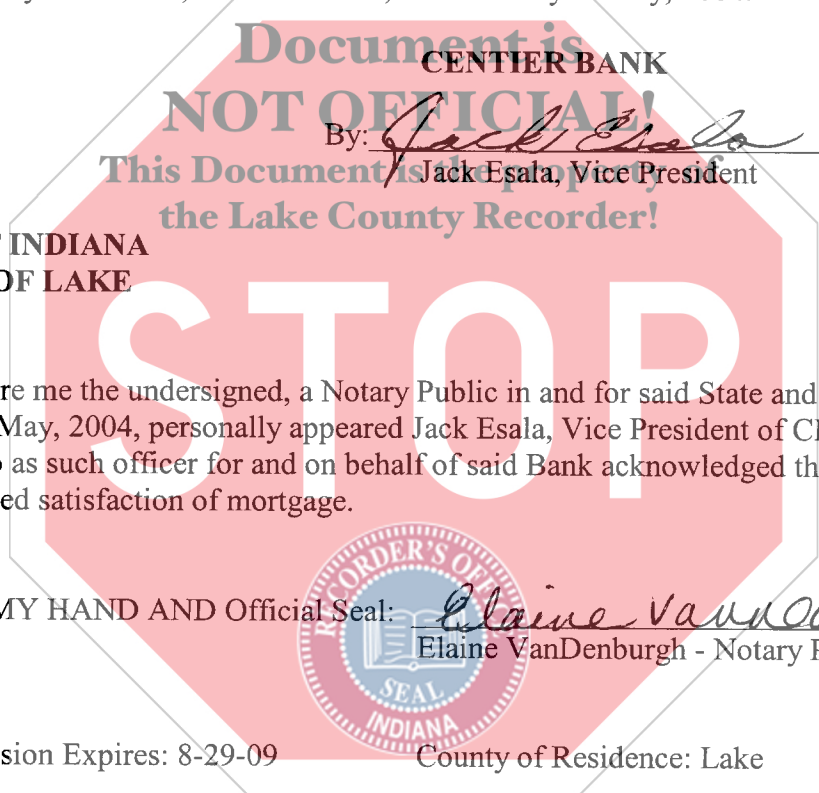 Document is
CENTIER BANK
NOT OFFICIAL!
By: Jack Esala
This Document is the property of
Jack Esala, Vice President
the Lake County Recorder!
INDIANA
OF LAKE
STOP
re me the undersigned, a Notary Public in and for said State and
May, 2004, personally appeared Jack Esala, Vice President of C
as such officer for and on behalf of said Bank acknowledged th
ed satisfaction of mortgage.
RECORDER'S OFFICE
MY HAND AND Official Seal: Elaine VanDe
Elaine VanDenburgh - Notary P
SEAL
INDIANA
sion Expires: 8-29-09 County of Residence: Lake